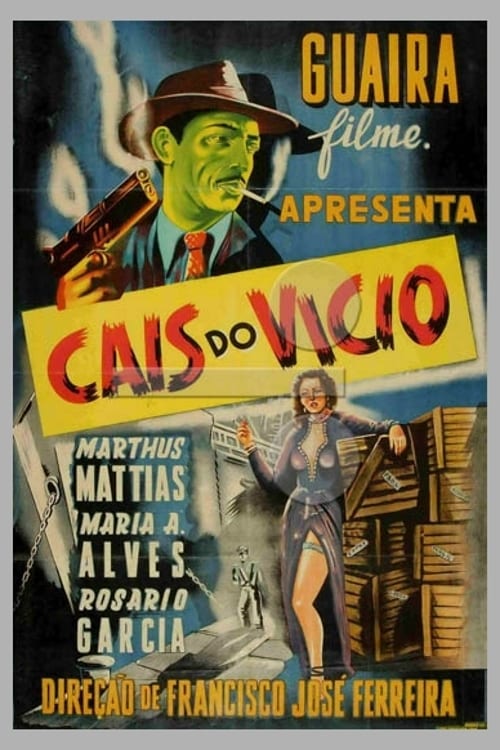 GUAIRA
filme.
APRESENTA
CAIS DO VICIO
MARTHUS
MATTIAS
MARIA A.
ALVES
ROSARIO
GARCIA
DIREÇÃO DE FRANCISCO JOSÉ FERREIRA